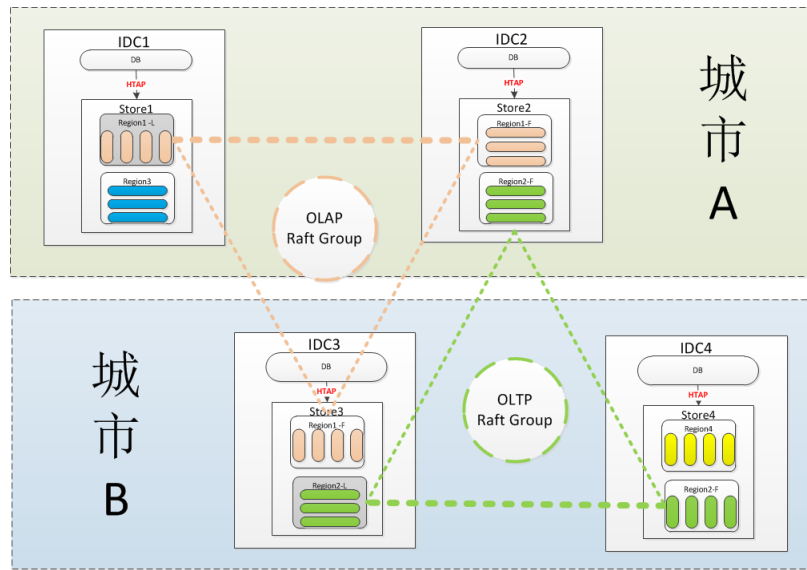 IDC1
DB
HTAP
Store1
Region1 -L
Region3
IDC2
DB
HTAP
Store2
Region1-F
Region2-F
城
市
A
OLAP
Raft Group
城
市
B
IDC3
DB
HTAP
Store3
Region1 -F
Region2-L
OLTP
Raft Group
IDC4
DB
HTAP
Store4
Region4
Region2-F